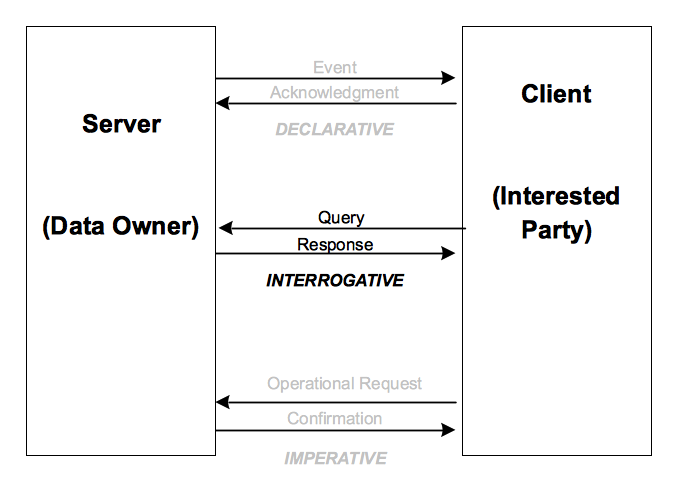 Server
(Data Owner)
Event
Acknowledgment
DECLARATIVE
Query
Response
INTERROGATIVE
Operational Request
Confirmation
IMPERATIVE
Client
(Interested
Party)